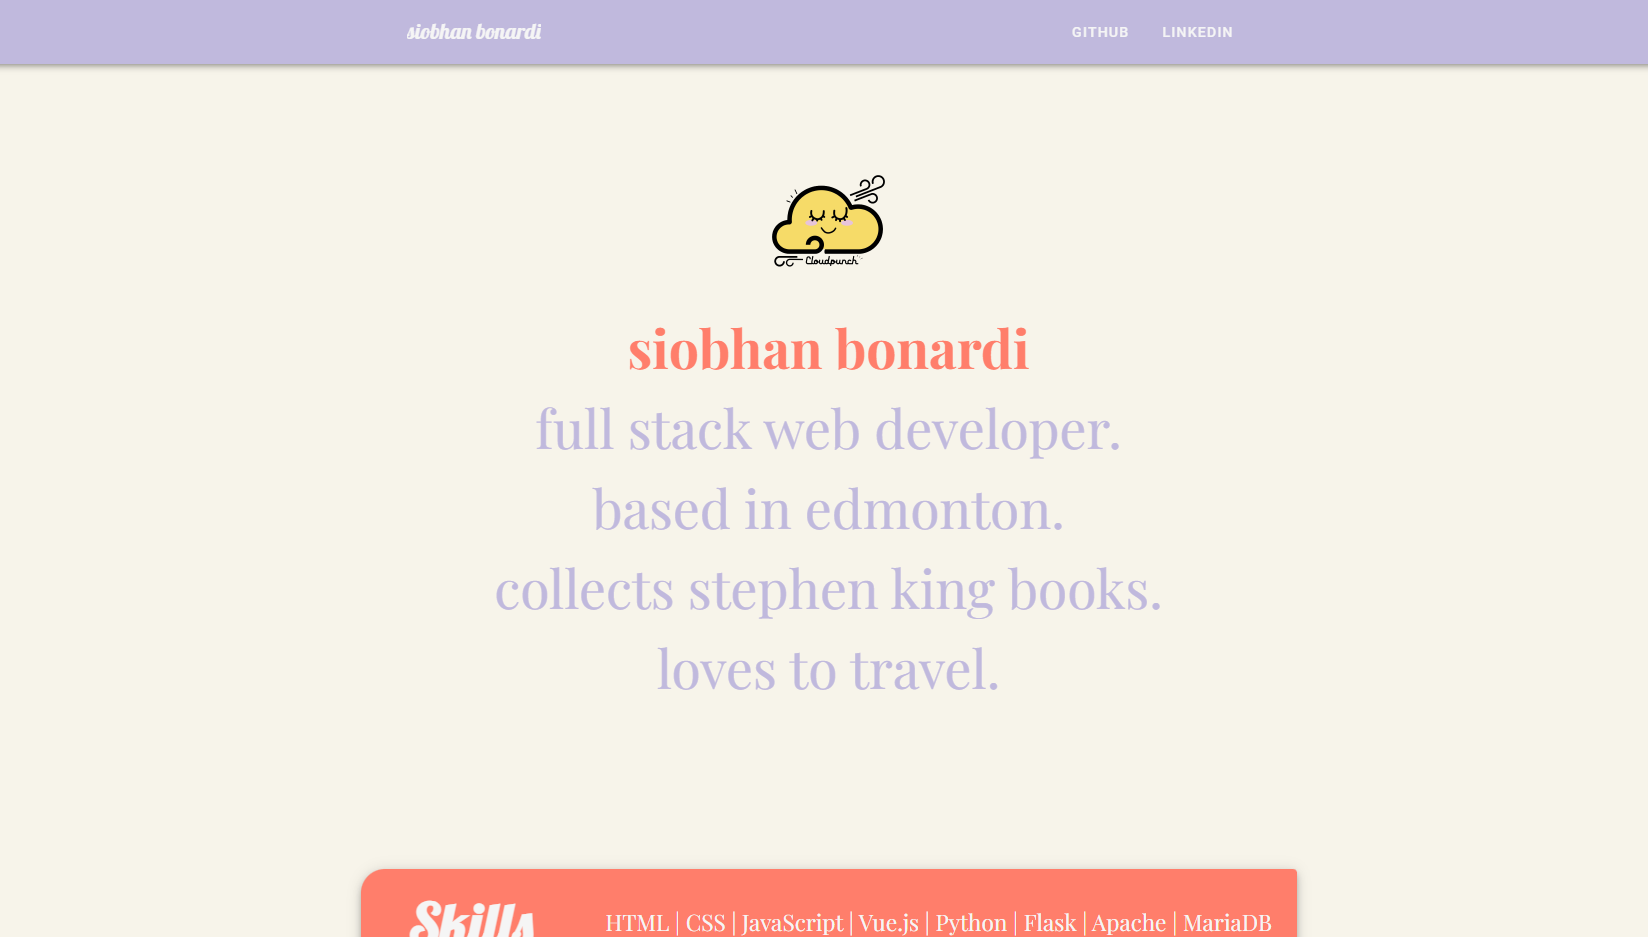 siobhan bonardi
GITHUB LINKEDIN
Cloudpunch
siobhan bonardi
full stack web developer.
based in edmonton.
collects stephen king books.
loves to travel.
Skills
HTML | CSS | JavaScript | Vue.js | Python | Flask | Apache | MariaDB